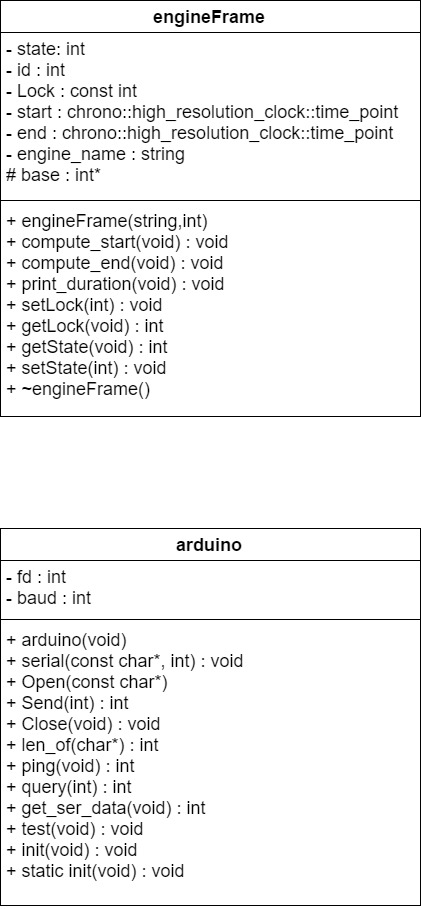 engineFrame
- state: int
- id : int
- Lock : const int
- start : chrono::high_resolution_clock::time_point
- end : chrono::high_resolution_clock::time_point
- engine_name : string
# base : int*
+ engineFrame(string,int)
+ compute_start(void) : void
+ compute_end(void) : void
+ print_duration(void) : void
+ setLock(int) : void
+ getLock(void) : int
+ getState(void) : int
+ setState(int) : void
+ ~engineFrame()
arduino
- fd : int
- baud : int
+ arduino(void)
+ serial(const char*, int) : void
+ Open(const char*)
+ Send(int) : int
+ Close(void) : void
+ len_of(char*) : int
+ ping(void) : int
+ query(int) : int
+ get_ser_data(void) : int
+ test(void) : void
+ init(void) : void
+ static init(void) : void